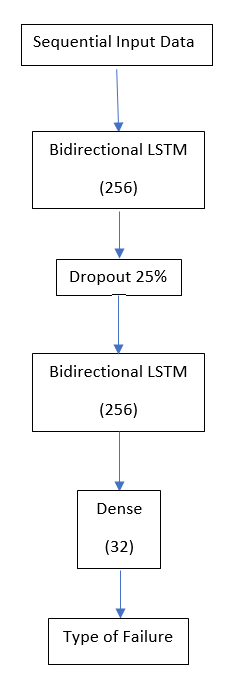 Sequential Input Data
Bidirectional LSTM
(256)
Dropout 25%
Bidirectional LSTM
(256)
Dense
(32)
Type of Failure